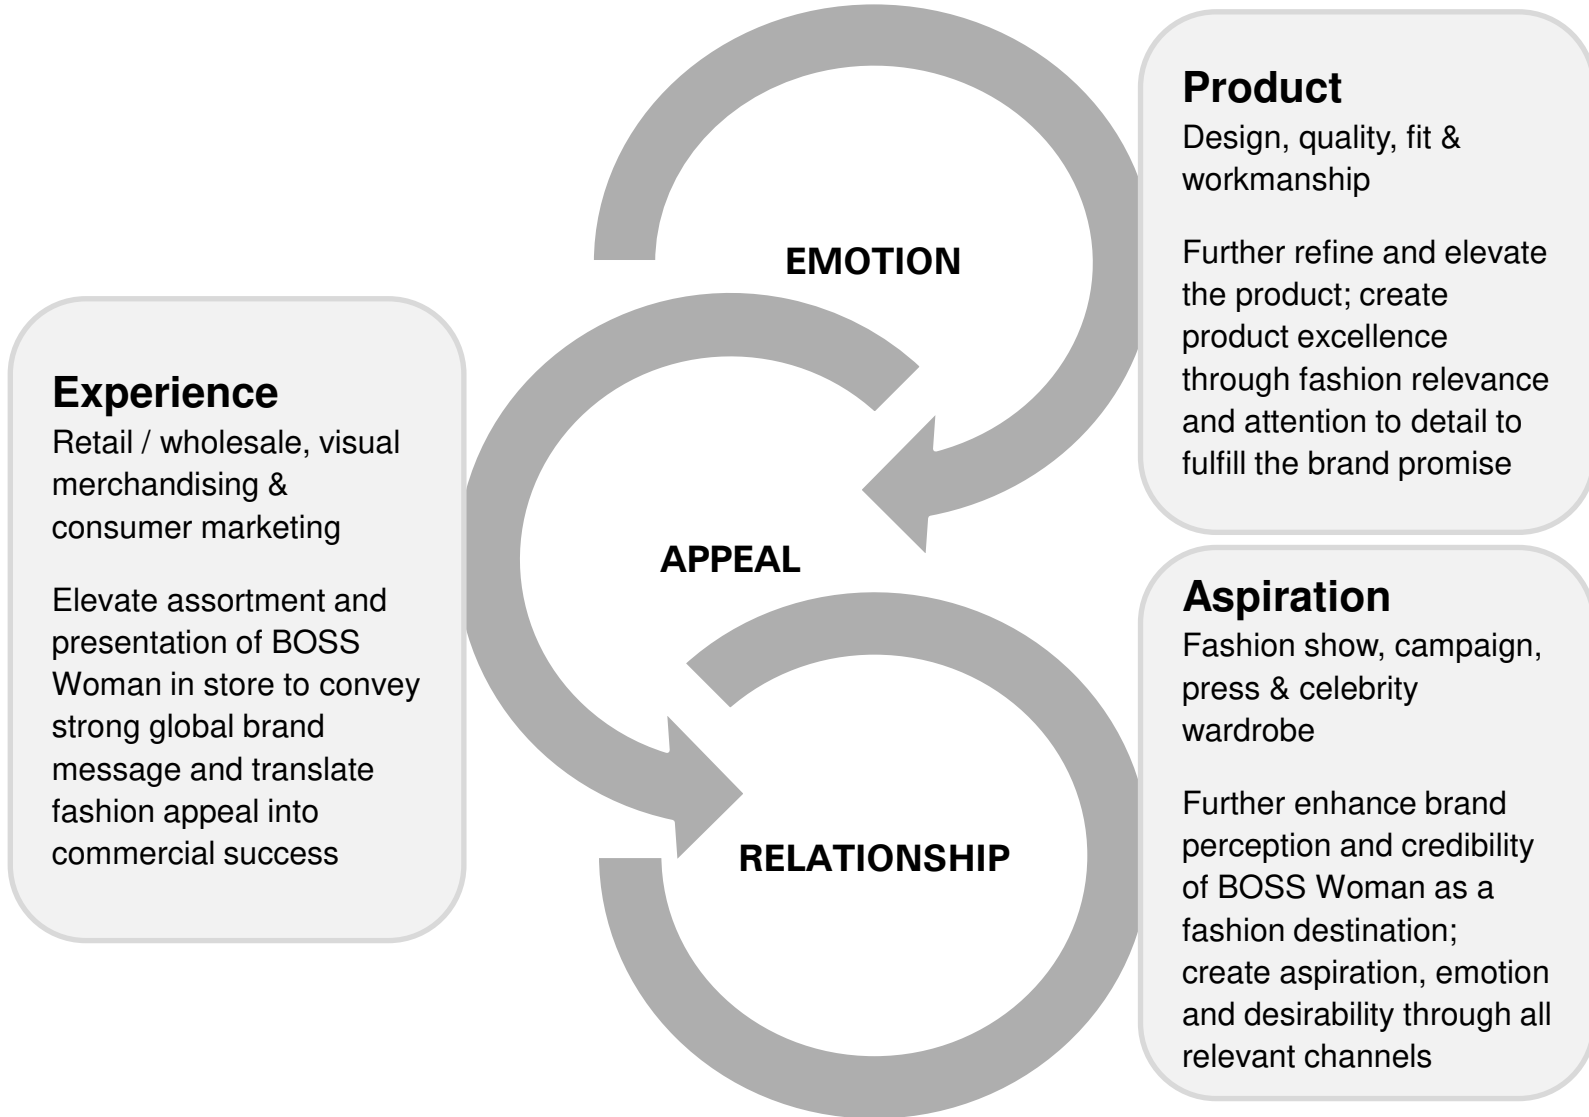 EMOTION
APPEAL
RELATIONSHIP
Product
Design, quality, fit &
workmanship
Further refine and elevate
the product; create
product excellence
through fashion relevance
and attention to detail to
fulfill the brand promise
Experience
Retail / wholesale, visual
merchandising &
consumer marketing
Elevate assortment and
presentation of BOSS
Woman in store to convey
strong global brand
message and translate
fashion appeal into
commercial success
Aspiration
Fashion show, campaign,
press & celebrity
wardrobe
Further enhance brand
perception and credibility
of BOSS Woman as a
fashion destination;
create aspiration, emotion
and desirability through all
relevant channels